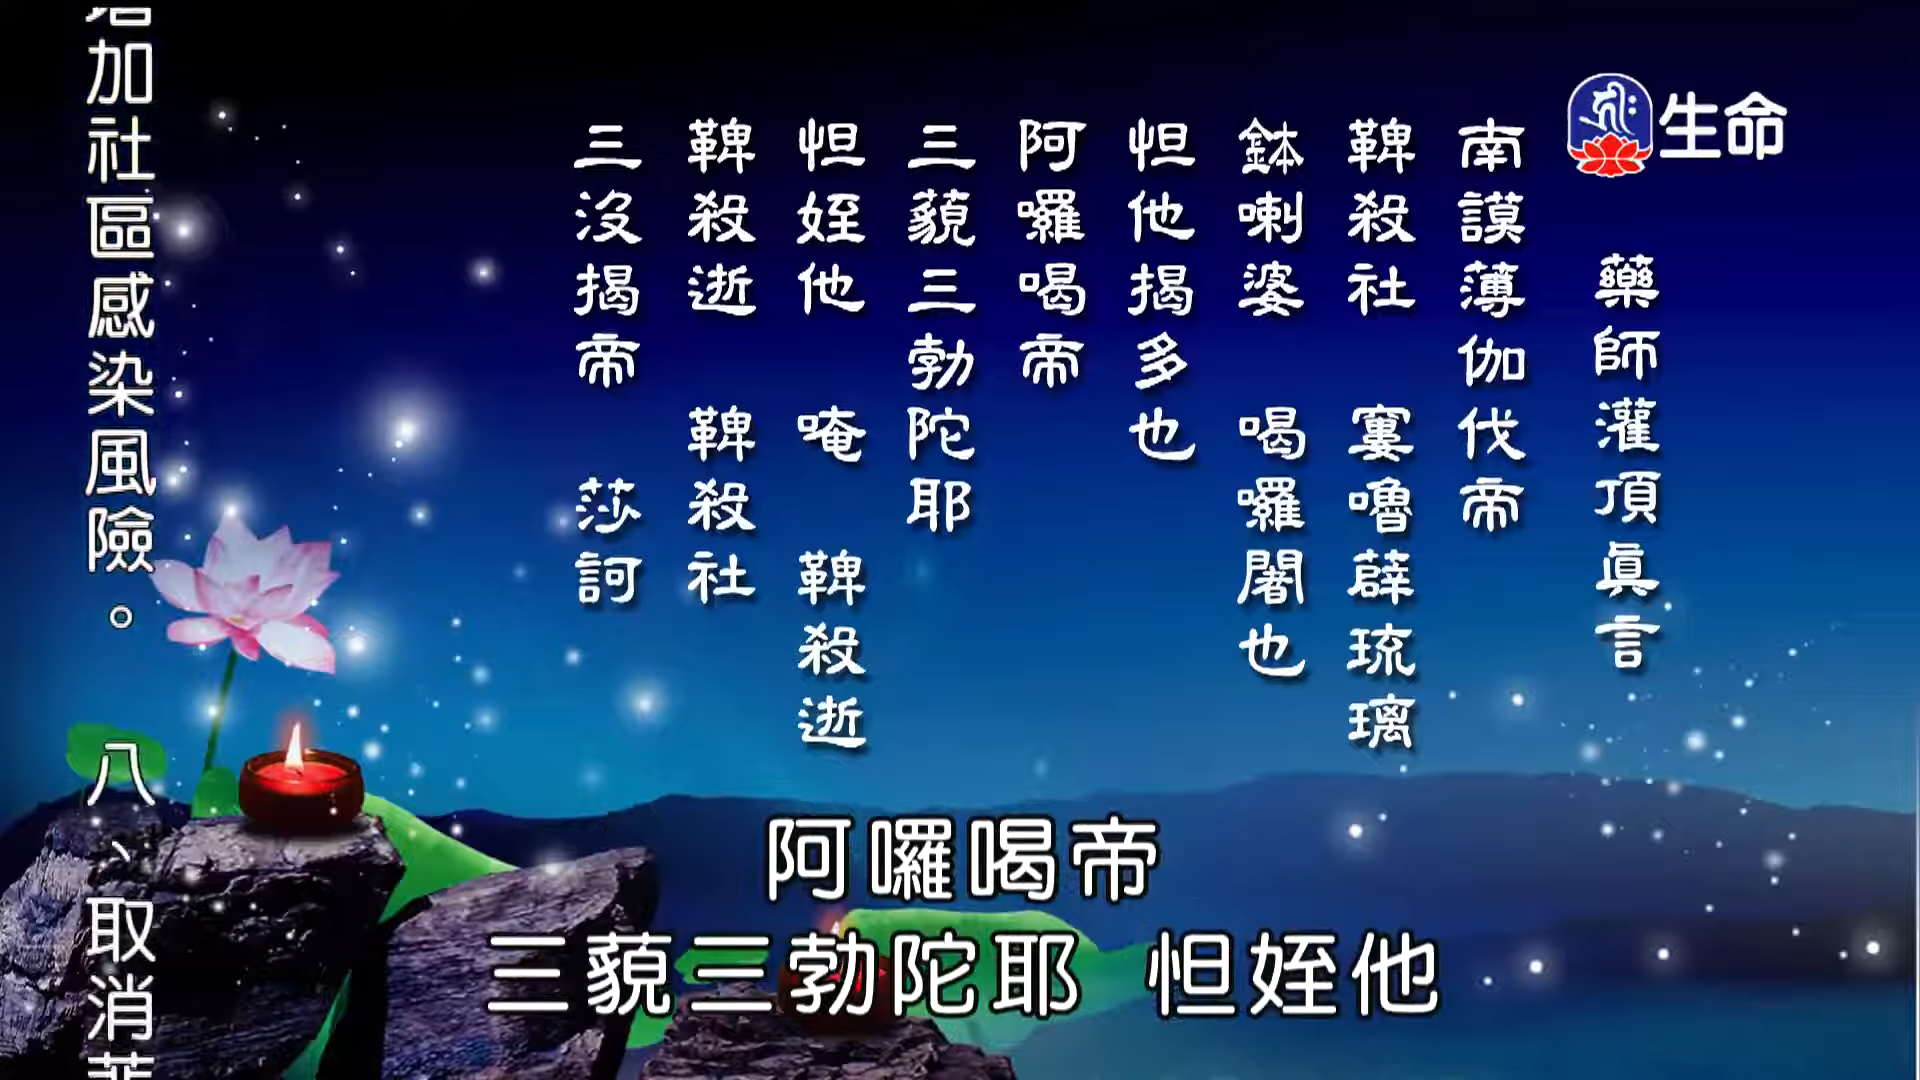 生命
藥師灌頂眞言
南謨薄伽伐帝
鞞殺社 窶嚕薜琉璃
鉢喇婆 喝囉闍也
怛他揭多也
阿囉喝帝
三藐三勃陀耶
怛姪他 唵 鞞殺逝
鞞殺逝 鞞殺社
三沒揭帝 莎訶
加社區感染風險。 八、取消
阿囉喝帝
三藐三勃陀耶 怛姪他